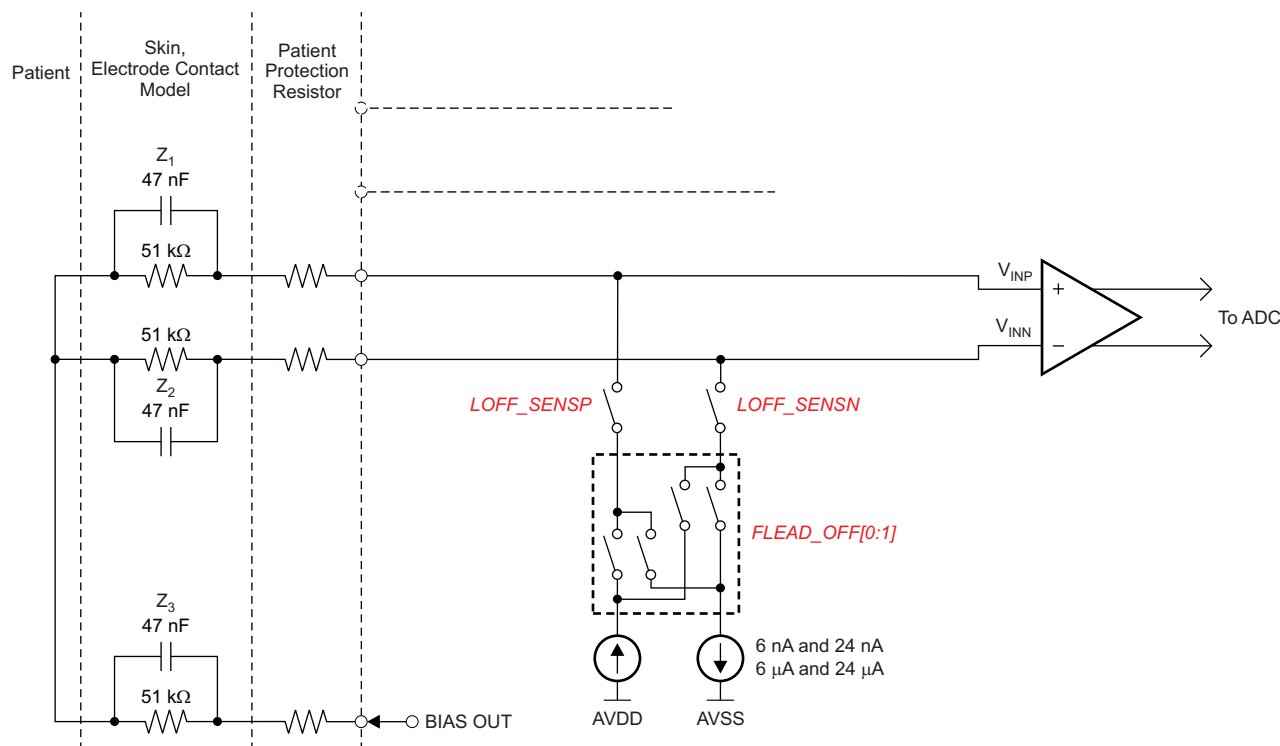 Patient
Skin,
Electrode Contact
Model
Patient
Protection
Resistor
Z1
47 nF
51 kΩ
51 kΩ
Z2
47 nF
Z3
47 nF
51 kΩ
BIAS OUT
LOFF_SENSP
LOFF_SENSN
FLEAD_OFF[0:1]
6 nA and 24 nA
6 μA and 24 μA
AVDD
AVSS
VINP
VINN
+
−
To ADC